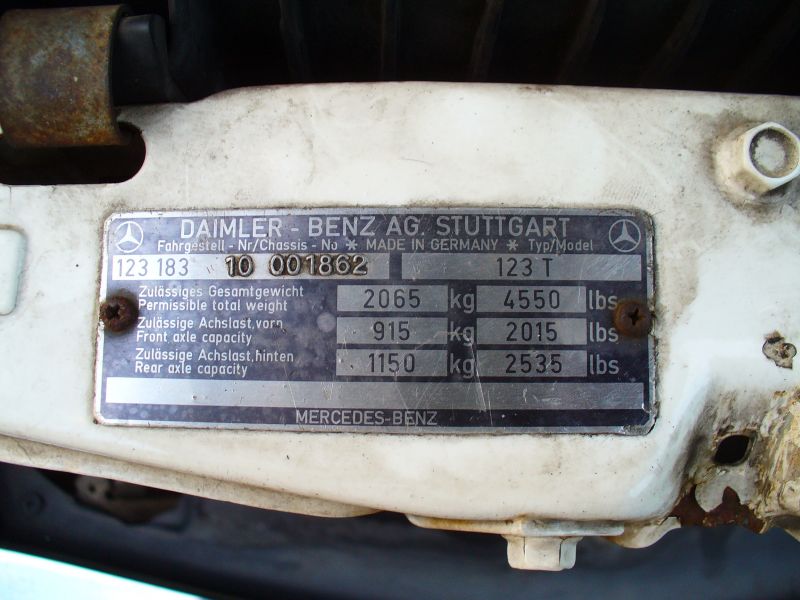 DAIMLER - BENZ AG. STUTTGART
Fahrgestell - Nr/Chassis - No * MADE IN GERMANY * Typ/Model
123 183 10 001862 123 T
Zulässiges Gesamtgewicht
Permissible total weight 2065 kg 4550 lbs
Zulässige Achslast, vorn
Front axle capacity 915 kg 2015 lbs
Zulässige Achslast, hinten
Rear axle capacity 1150 kg 2535 lbs
MERCEDES-BENZ